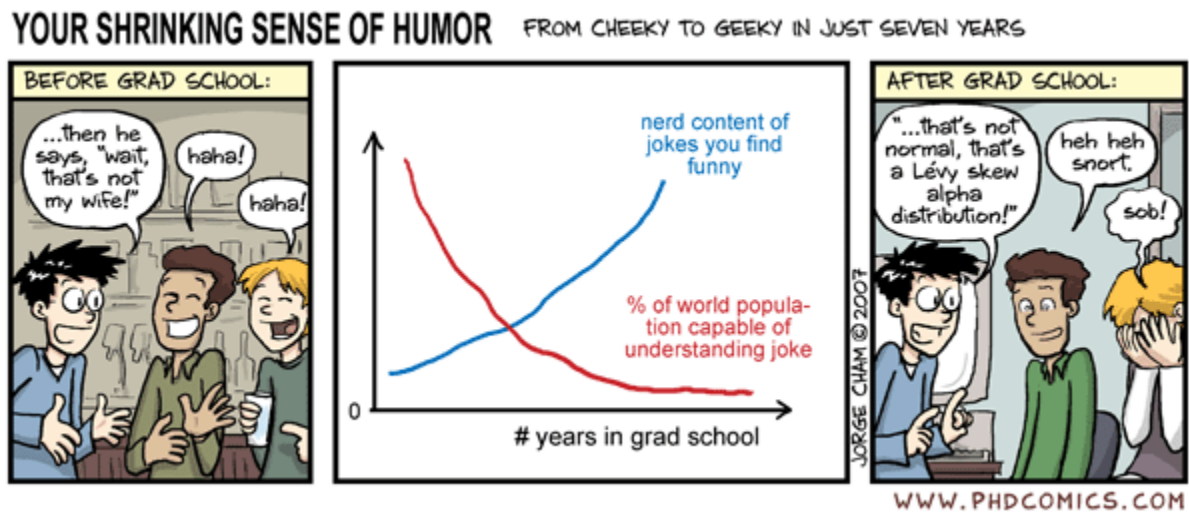 YOUR SHRINKING SENSE OF HUMOR
FROM CHEEKY TO GEEKY IN JUST SEVEN YEARS
BEFORE GRAD SCHOOL:
...then he
says, "wait,
that's not
my wife!"
haha!
haha!
nerd content of
jokes you find
funny
% of world popula-
tion capable of
understanding joke
0
# years in grad school
JORGE CHAM © 2007
AFTER GRAD SCHOOL:
"...that's not
normal, that's
a Lévy skew
alpha
distribution!"
heh heh
snort.
sob!
WWW.PHDCOMICS.COM